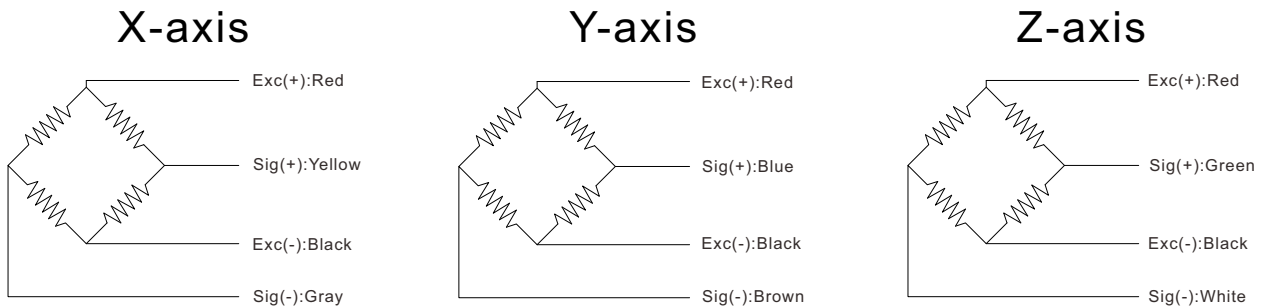 X-axis
Exc(+):Red
Sig(+):Yellow
Exc(-):Black
Sig(-):Gray
Y-axis
Exc(+):Red
Sig(+):Blue
Exc(-):Black
Sig(-):Brown
Z-axis
Exc(+):Red
Sig(+):Green
Exc(-):Black
Sig(-):White